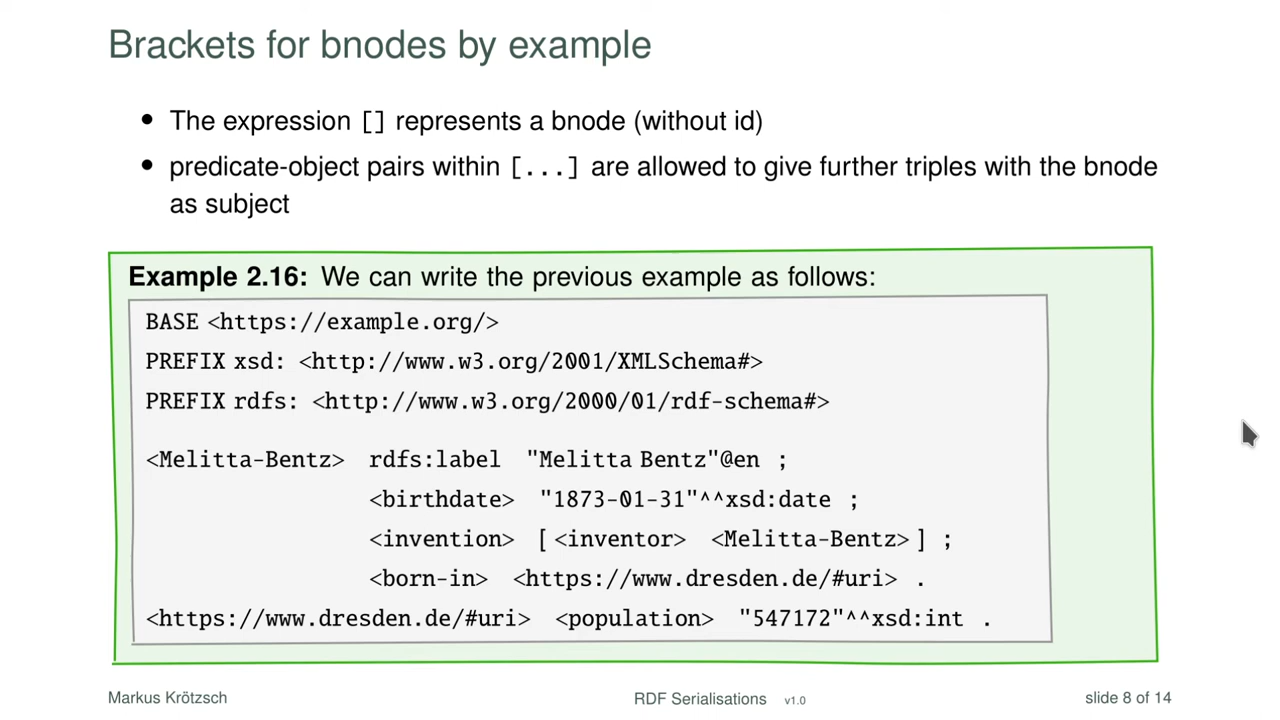 Brackets for bnodes by example
• The expression [] represents a bnode (without id)
• predicate-object pairs within [...] are allowed to give further triples with the bnode
as subject
Example 2.16: We can write the previous example as follows:
BASE <https://example.org/>
PREFIX xsd: <http://www.w3.org/2001/XMLSchema#>
PREFIX rdfs: <http://www.w3.org/2000/01/rdf-schema#>
<Melitta-Bentz> rdfs:label "Melitta Bentz"@en ;
<birthdate> "1873-01-31"^^xsd:date ;
<invention> [ <inventor> <Melitta-Bentz> ] ;
<born-in> <https://www.dresden.de/#uri> .
<https://www.dresden.de/#uri> <population> "547172"^^xsd:int .
Markus Krötzsch RDF Serialisations v1.0 slide 8 of 14